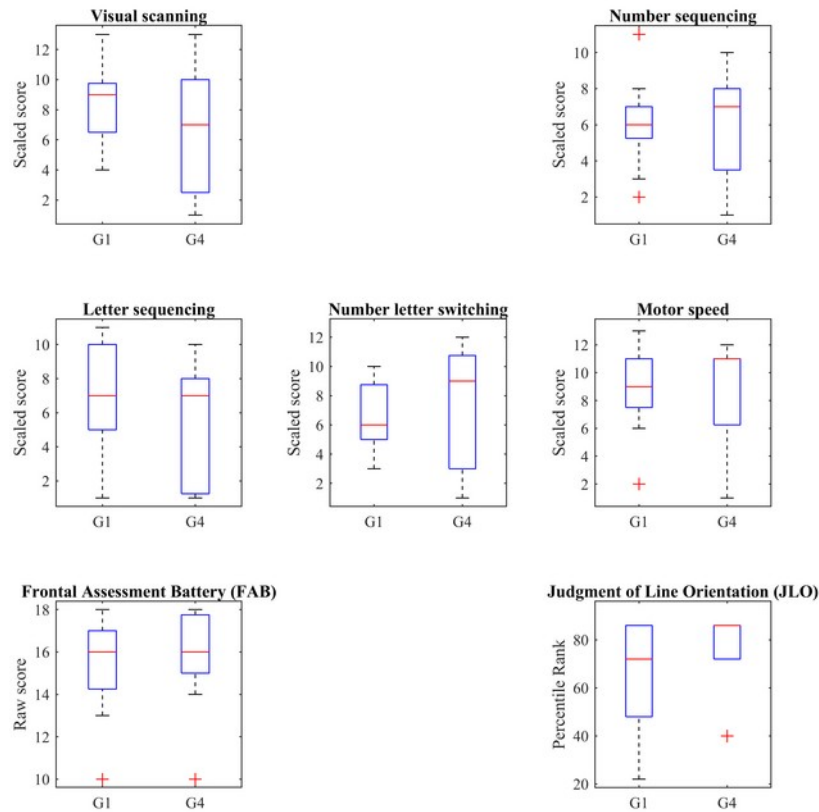 Visual scanning
Scaled score
12
10
8
6
4
2
G1 G4
Number sequencing
Scaled score
10
8
6
4
2
G1 G4
Letter sequencing
Scaled score
10
8
6
4
2
G1 G4
Number letter switching
Scaled score
12
10
8
6
4
2
G1 G4
Motor speed
Scaled score
12
10
8
6
4
2
G1 G4
Frontal Assessment Battery (FAB)
Raw score
18
16
14
12
10
G1 G4
Judgment of Line Orientation (JLO)
Percentile Rank
80
60
40
20
G1 G4